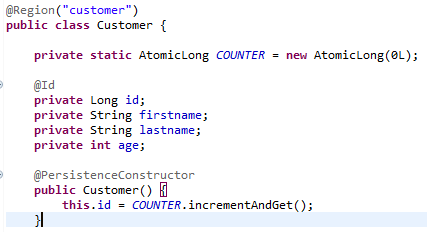 @Region("customer")
public class Customer {
private static AtomicLong COUNTER = new AtomicLong(0L);
@Id
private Long id;
private String firstname;
private String lastname;
private int age;
@PersistenceConstructor
public Customer() {
this.id = COUNTER.incrementAndGet();
}